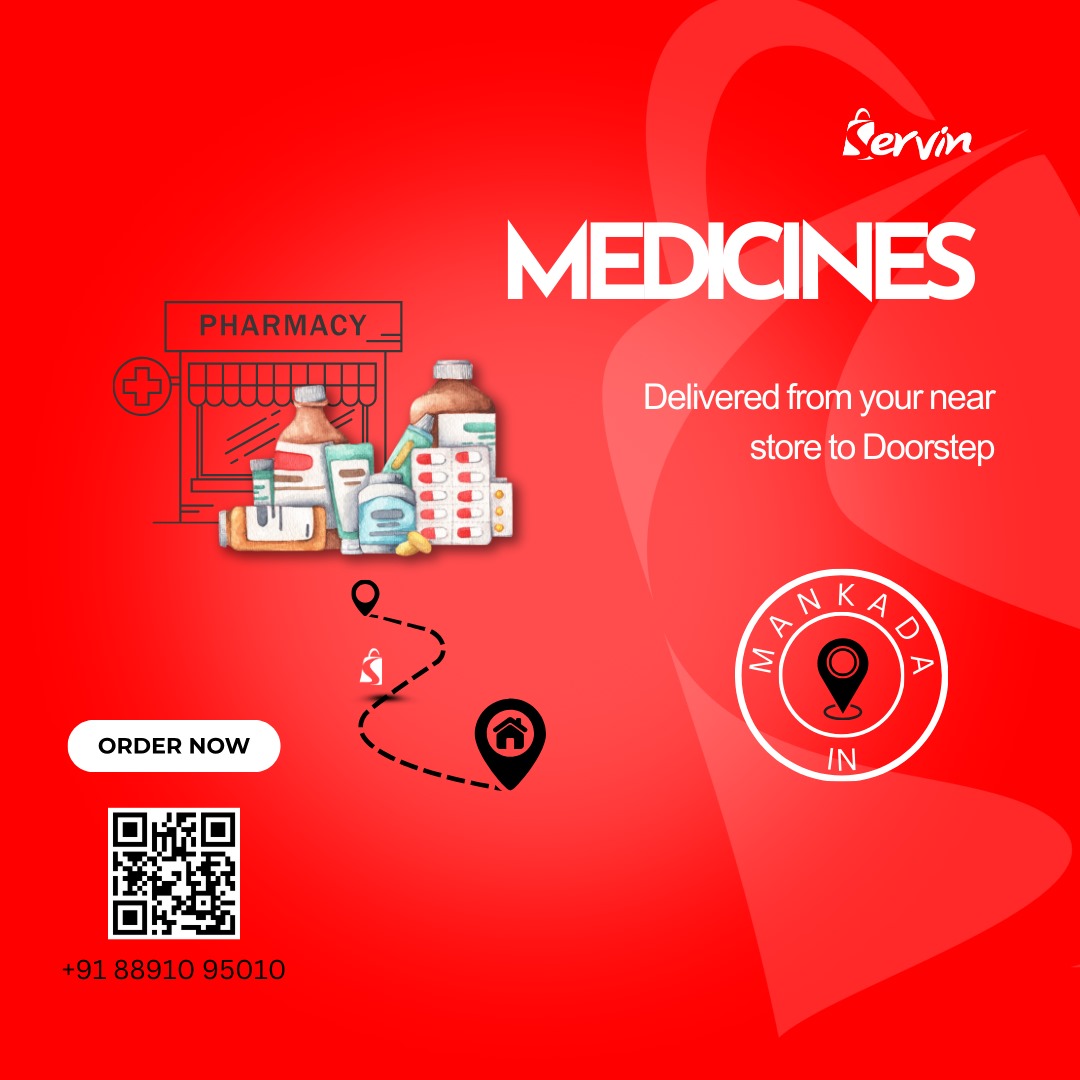 Servin
MEDICINES
PHARMACY
Delivered from your near
store to Doorstep
MANKADA
IN
ORDER NOW
+91 88910 95010